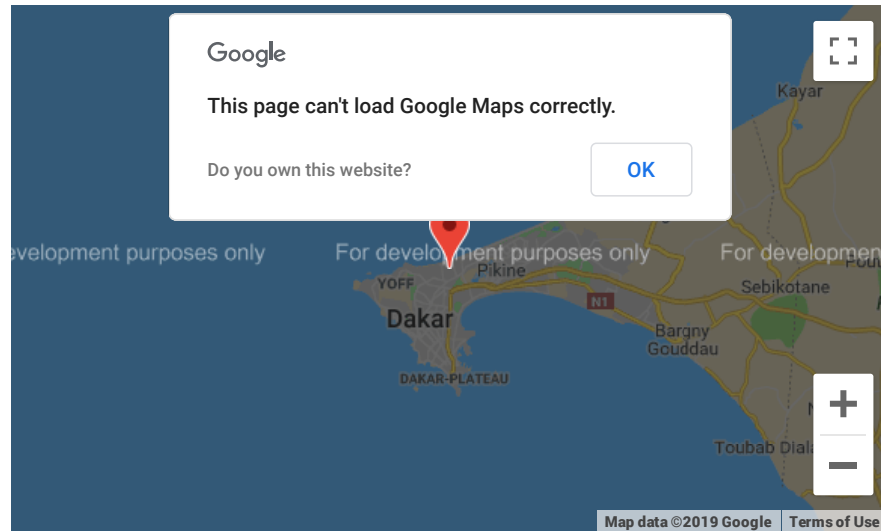 Google
This page can't load Google Maps correctly.
Do you own this website?
OK
Kayar
evelopment purposes only
For development purposes only
For developmen
Pikine
YOFF
Sebikotane
N1
Dakar
Bargny
Gouddau
DAKAR-PLATEAU
Toubab Dial
Map data ©2019 Google
Terms of Use